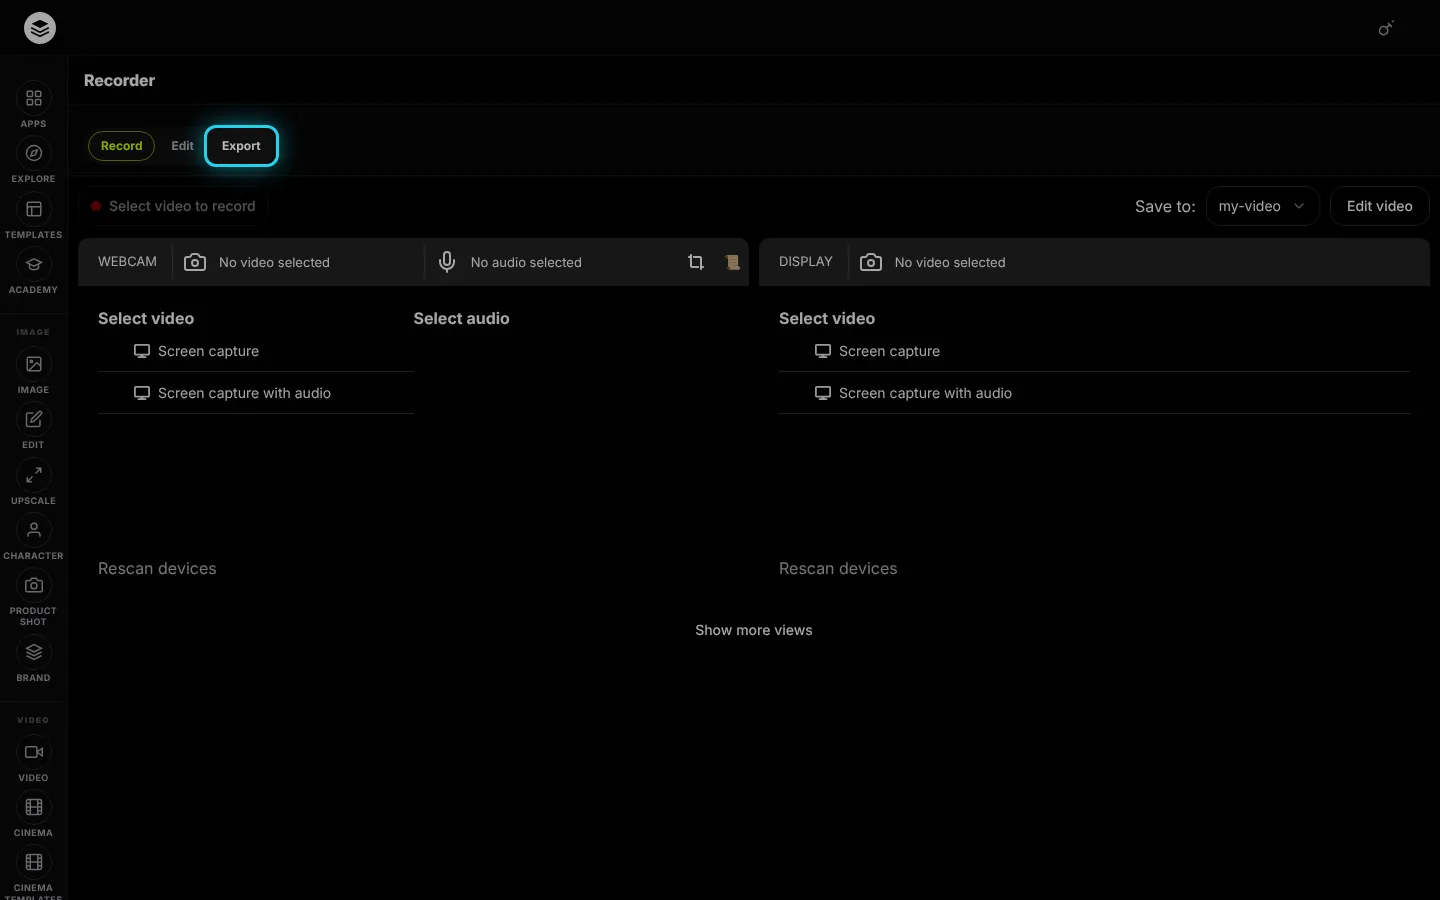 Recorder
Record
Edit
Export
Select video to record
Save to:
my-video
Edit video
WEBCAM
No video selected
No audio selected
DISPLAY
No video selected
Select video
Select audio
Screen capture
Screen capture with audio
Rescan devices
Select video
Screen capture
Screen capture with audio
Rescan devices
Show more views
APPS
EXPLORE
TEMPLATES
ACADEMY
IMAGE
IMAGE
EDIT
UPSCALE
CHARACTER
PRODUCT
SHOT
BRAND
VIDEO
VIDEO
CINEMA
CINEMA
TEMPLATES